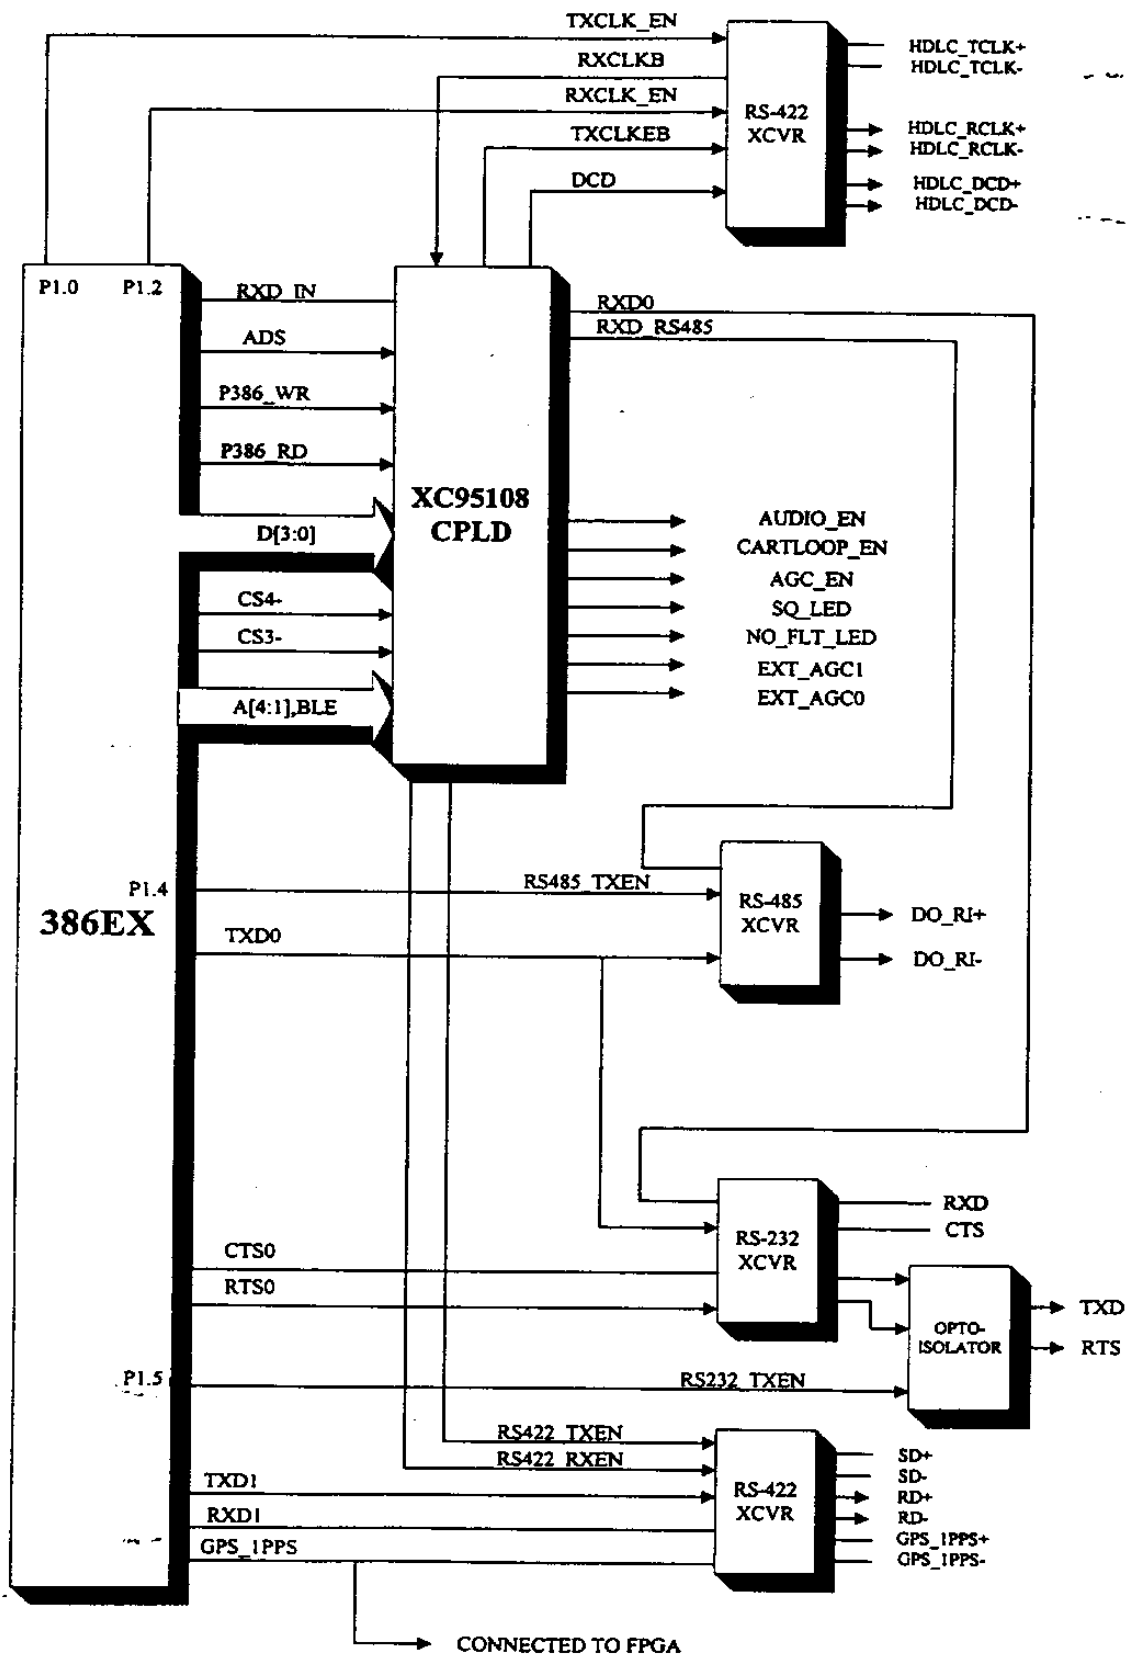 TXCLK_EN
RXCLKB
RXCLK_EN
TXCLKEB
DCD
RS-422
XCVR
HDLC_TCLK+
HDLC_TCLK-
HDLC_RCLK+
HDLC_RCLK-
HDLC_DCD+
HDLC_DCD-
P1.0
P1.2
RXD_IN
ADS
P386_WR
P386_RD
D[3:0]
CS4-
CS3-
A[4:1],BLE
XC95108
CPLD
RXD0
RXD_RS485
AUDIO_EN
CARTLOOP_EN
AGC_EN
SQ_LED
NO_FLT_LED
EXT_AGC1
EXT_AGC0
P1.4
386EX
RS485_TXEN
TXD0
RS-485
XCVR
DO_RI+
DO_RI-
CTS0
RTS0
RS-232
XCVR
RXD
CTS
OPTO-
ISOLATOR
TXD
RTS
P1.5
RS232_TXEN
RS422_TXEN
RS422_RXEN
TXD1
RXD1
GPS_1PPS
RS-422
XCVR
SD+
SD-
RD+
RD-
GPS_1PPS+
GPS_1PPS-
CONNECTED TO FPGA